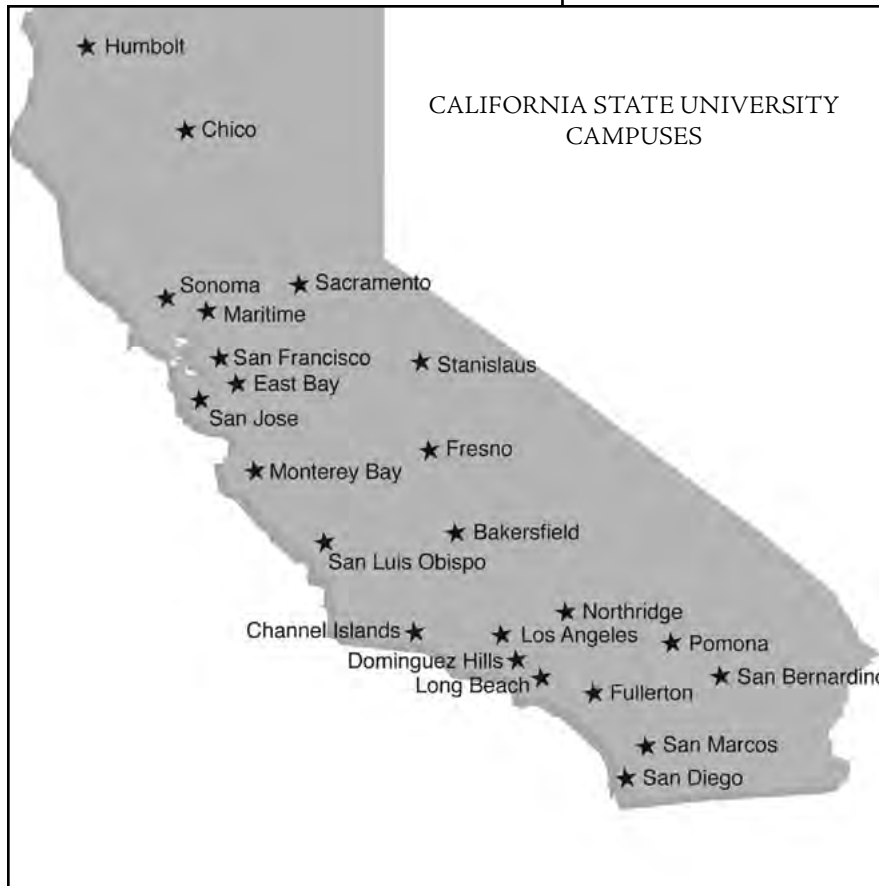 Humbolt
CALIFORNIA STATE UNIVERSITY
CAMPUSES
Chico
Sonoma
Sacramento
Maritime
San Francisco
Stanislaus
East Bay
San Jose
Fresno
Monterey Bay
Bakersfield
San Luis Obispo
Northridge
Channel Islands
Los Angeles
Pomona
Dominguez Hills
Long Beach
San Bernardino
Fullerton
San Marcos
San Diego